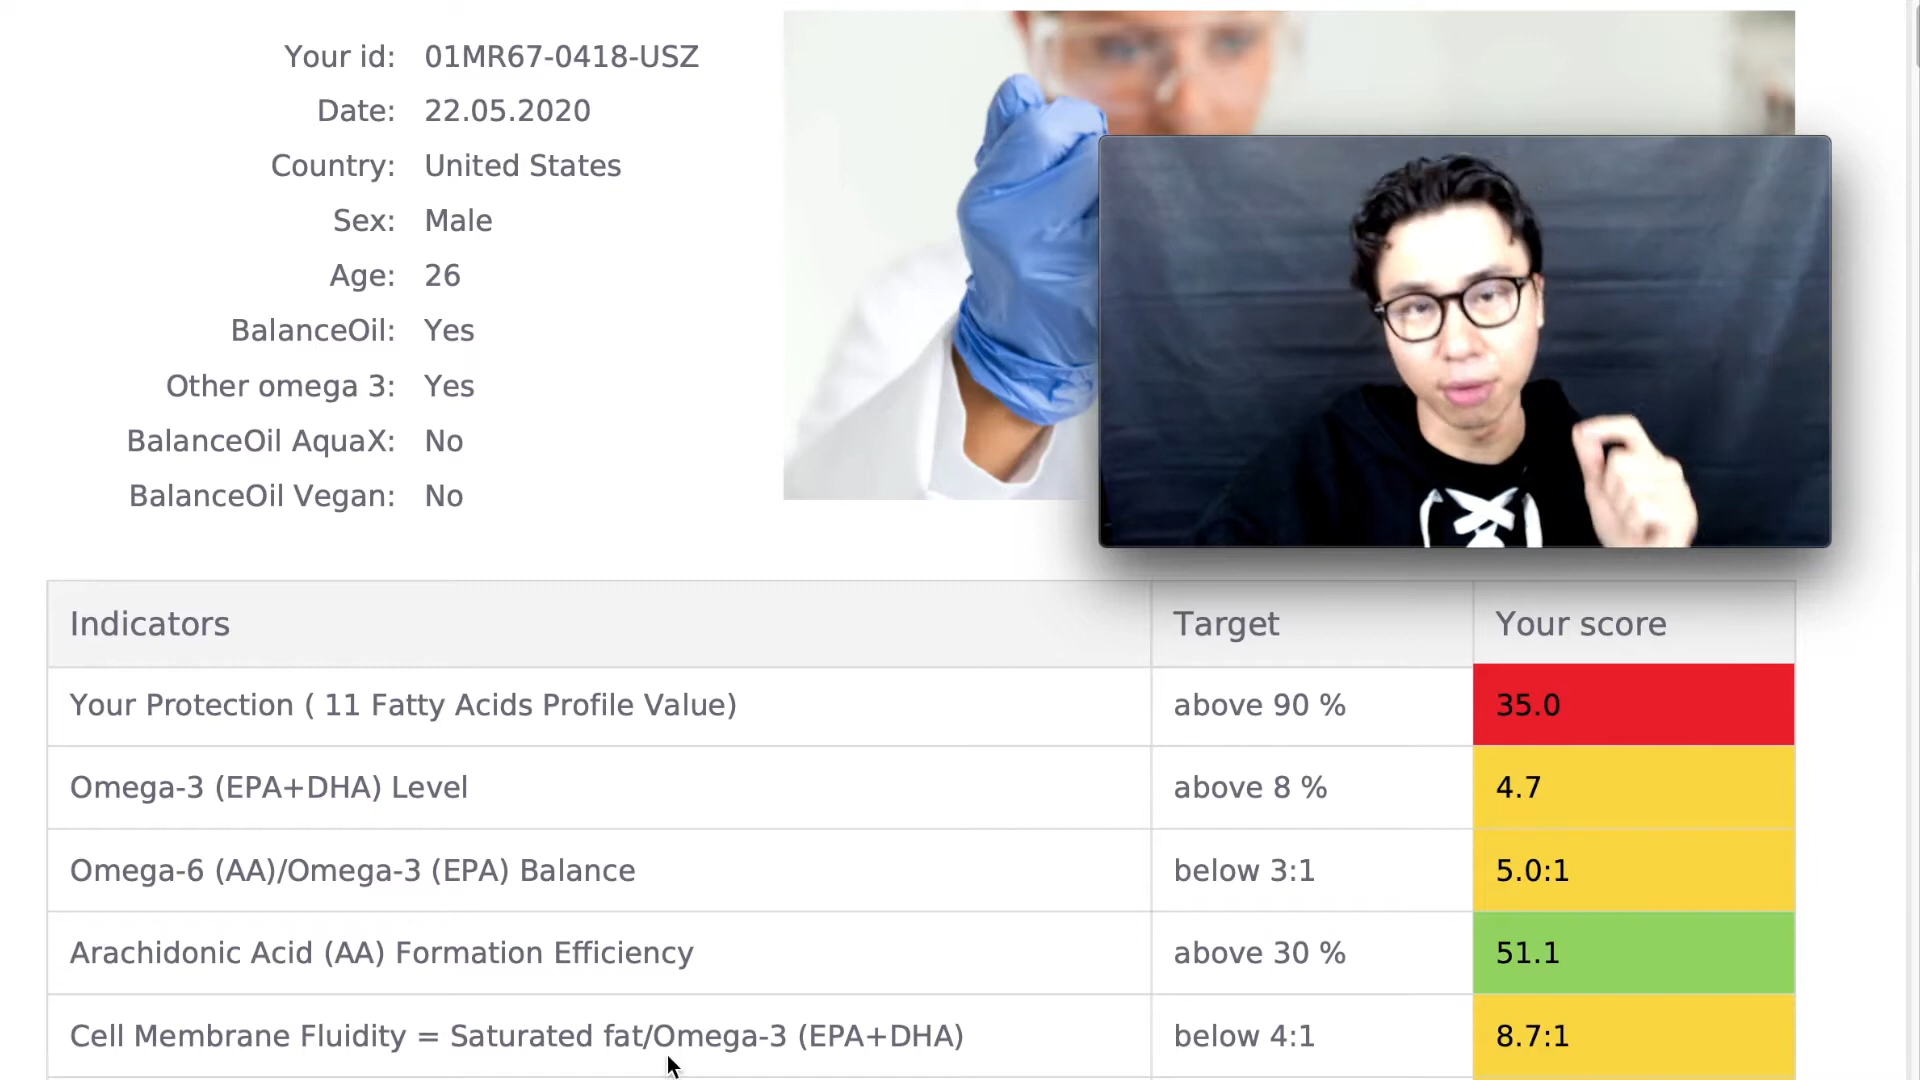 Your id: 01MR67-0418-USZ
Date: 22.05.2020
Country: United States
Sex: Male
Age: 26
BalanceOil: Yes
Other omega 3: Yes
BalanceOil AquaX: No
BalanceOil Vegan: No
Indicators Target Your score
Your Protection ( 11 Fatty Acids Profile Value) above 90 % 35.0
Omega-3 (EPA+DHA) Level above 8 % 4.7
Omega-6 (AA)/Omega-3 (EPA) Balance below 3:1 5.0:1
Arachidonic Acid (AA) Formation Efficiency above 30 % 51.1
Cell Membrane Fluidity = Saturated fat/Omega-3 (EPA+DHA) below 4:1 8.7:1